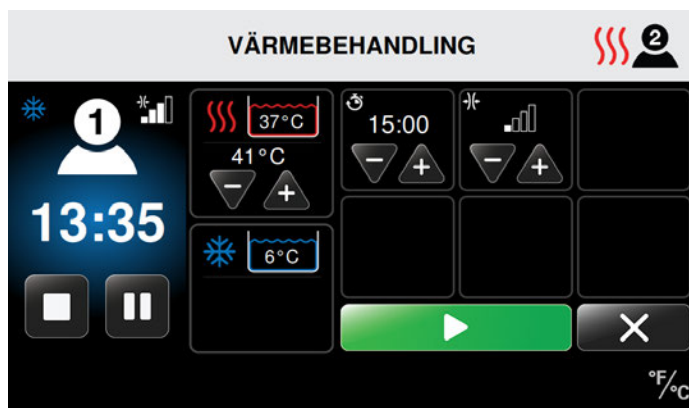 VÄRMEBEHANDLING
2
1
13:35
37°C
41°C
6°C
15:00
°F/°C